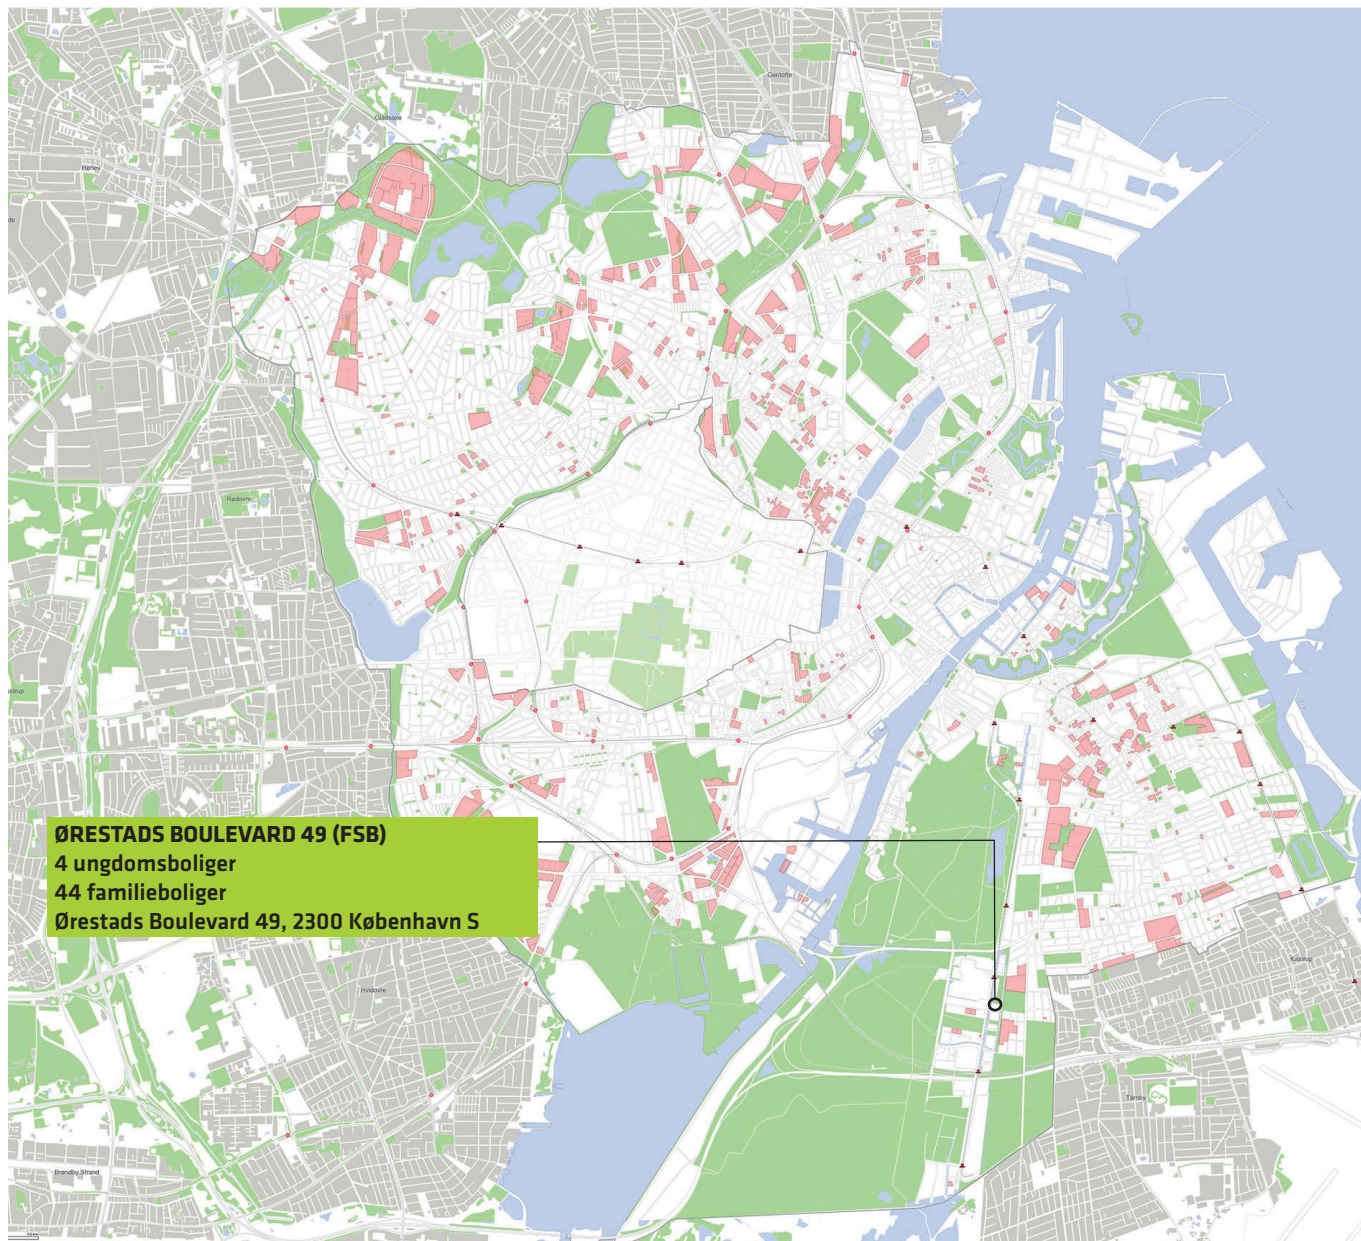 Gentofte
Gladsaxe
Herlev
Rødovre
ØRESTADS BOULEVARD 49 (FSB)
4 ungdomsboliger
44 familieboliger
Ørestads Boulevard 49, 2300 København S
Kastrup
Hvidovre
Tårnby
Brøndby Strand